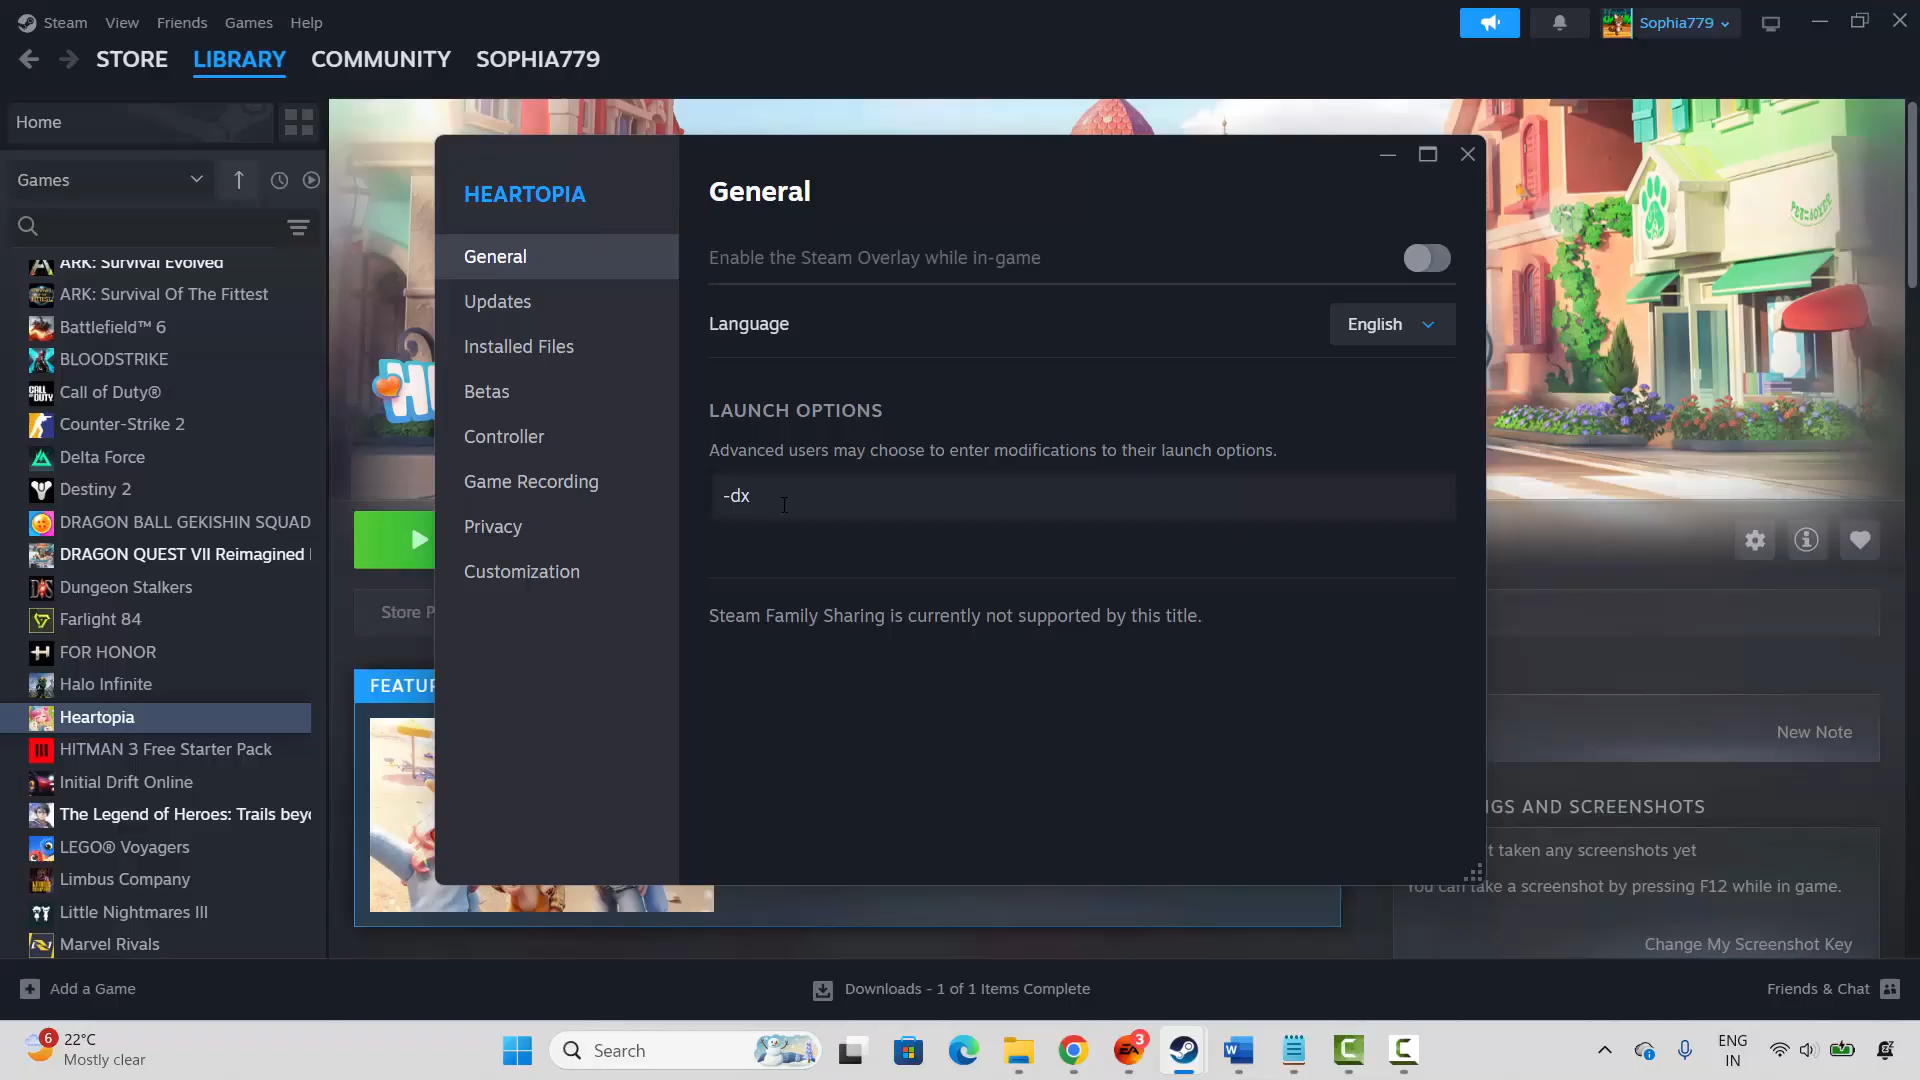 Steam View Friends Games Help
Sophia779
STORE LIBRARY COMMUNITY SOPHIA779
Home
Games
ARK: Survival Evolved
ARK: Survival Of The Fittest
Battlefield™ 6
BLOODSTRIKE
Call of Duty®
Counter-Strike 2
Delta Force
Destiny 2
DRAGON BALL GEKISHIN SQUAD
DRAGON QUEST VII Reimagined
Dungeon Stalkers
Farlight 84
FOR HONOR
Halo Infinite
Heartopia
HITMAN 3 Free Starter Pack
Initial Drift Online
The Legend of Heroes: Trails beyo
LEGO® Voyagers
Limbus Company
Little Nightmares III
Marvel Rivals
HEARTOPIA
General
Updates
Installed Files
Betas
Controller
Game Recording
Privacy
Customization
General
Enable the Steam Overlay while in-game
Language English
LAUNCH OPTIONS
Advanced users may choose to enter modifications to their launch options.
-dx
Steam Family Sharing is currently not supported by this title.
Store P
FEATUR
New Note
NGS AND SCREENSHOTS
't taken any screenshots yet
You can take a screenshot by pressing F12 while in game.
Change My Screenshot Key
Add a Game
Downloads - 1 of 1 Items Complete
Friends & Chat
6
22°C
Mostly clear
Search
3
ENG
IN